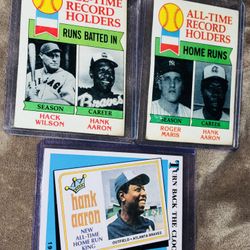 ALL-TIME
RECORD
HOLDERS
RUNS BATTED IN
Braves
SEASON
CAREER
HACK
WILSON
HANK
AARON
ALL-TIME
RECORD
HOLDERS
HOME RUNS
SEASON
CAREER
ROGER
MARIS
HANK
AARON
hank
aaron
NEW
ALL-TIME
HOME RUN
KING
OUTFIELD • ATLANTA BRAVES
TURN BACK THE CLO